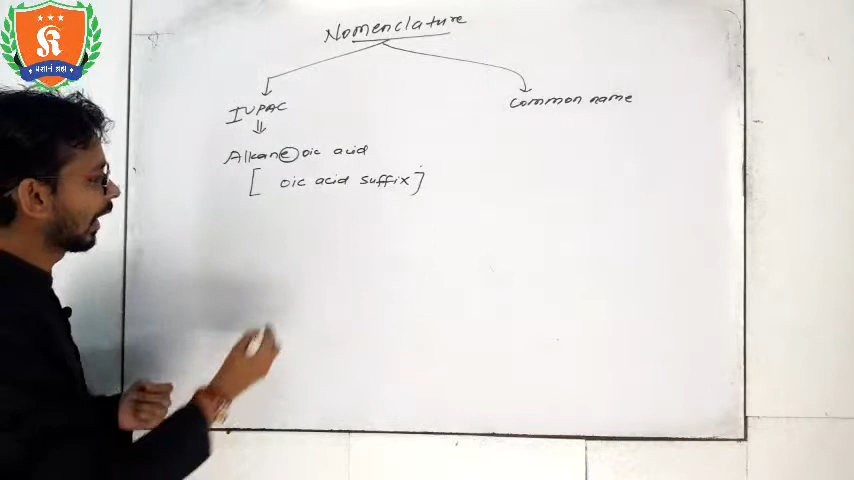 Nomenclature
IUPAC
Common name
Alkane oic acid
[ oic acid suffix ]